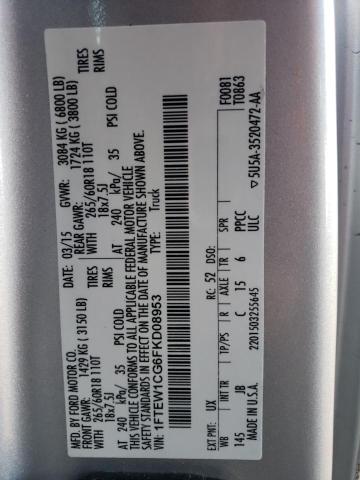 MFD. BY FORD MOTOR CO.
DATE: 03/15 GVWR: 3084 KG ( 6800 LB)
FRONT GAWR: 1429 KG ( 3150 LB) REAR GAWR: 1724 KG ( 3800 LB)
WITH WITH
265/60R18 110T TIRES 265/60R18 110T TIRES
18x7.5J RIMS 18x7.5J RIMS
AT 240 kPa/ 35 PSI COLD AT 240 kPa/ 35 PSI COLD
THIS VEHICLE CONFORMS TO ALL APPLICABLE FEDERAL MOTOR VEHICLE
SAFETY AND THEFT PREVENTION STANDARDS IN EFFECT ON THE
DATE OF MANUFACTURE SHOWN ABOVE.
VIN: 1FTEW1CG6FKD08953
TYPE: Truck
F0081
T0863
EXT PNT: UX RC: 52 DSO:
WB INT TR TP/PS R AXLE TR SPR
145 JB C 15 6 PPCC
ULC
2201503255645
MADE IN U.S.A. ▽5U5A-3520472-AA